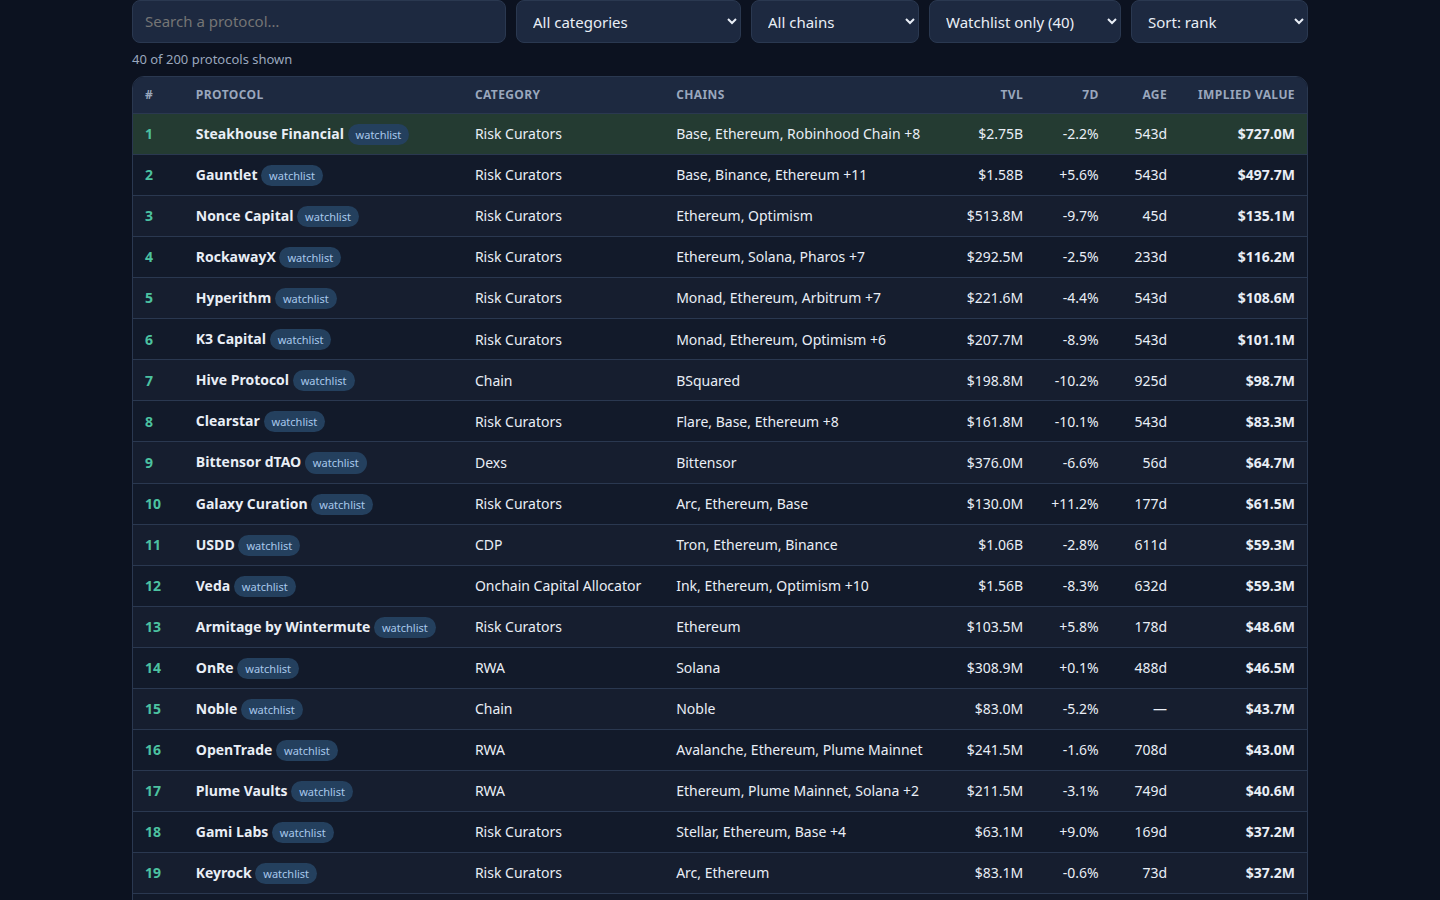 Search a protocol... All categories All chains Watchlist only (40) Sort: rank
40 of 200 protocols shown
# PROTOCOL CATEGORY CHAINS TVL 7D AGE IMPLIED VALUE
1 Steakhouse Financial watchlist Risk Curators Base, Ethereum, Robinhood Chain +8 $2.75B -2.2% 543d $727.0M
2 Gauntlet watchlist Risk Curators Base, Binance, Ethereum +11 $1.58B +5.6% 543d $497.7M
3 Nonce Capital watchlist Risk Curators Ethereum, Optimism $513.8M -9.7% 45d $135.1M
4 RockawayX watchlist Risk Curators Ethereum, Solana, Pharos +7 $292.5M -2.5% 233d $116.2M
5 Hyperithm watchlist Risk Curators Monad, Ethereum, Arbitrum +7 $221.6M -4.4% 543d $108.6M
6 K3 Capital watchlist Risk Curators Monad, Ethereum, Optimism +6 $207.7M -8.9% 543d $101.1M
7 Hive Protocol watchlist Chain BSquared $198.8M -10.2% 925d $98.7M
8 Clearstar watchlist Risk Curators Flare, Base, Ethereum +8 $161.8M -10.1% 543d $83.3M
9 Bittensor dTAO watchlist Dexs Bittensor $376.0M -6.6% 56d $64.7M
10 Galaxy Curation watchlist Risk Curators Arc, Ethereum, Base $130.0M +11.2% 177d $61.5M
11 USDD watchlist CDP Tron, Ethereum, Binance $1.06B -2.8% 611d $59.3M
12 Veda watchlist Onchain Capital Allocator Ink, Ethereum, Optimism +10 $1.56B -8.3% 632d $59.3M
13 Armitage by Wintermute watchlist Risk Curators Ethereum $103.5M +5.8% 178d $48.6M
14 OnRe watchlist RWA Solana $308.9M +0.1% 488d $46.5M
15 Noble watchlist Chain Noble $83.0M -5.2% — $43.7M
16 OpenTrade watchlist RWA Avalanche, Ethereum, Plume Mainnet $241.5M -1.6% 708d $43.0M
17 Plume Vaults watchlist RWA Ethereum, Plume Mainnet, Solana +2 $211.5M -3.1% 749d $40.6M
18 Gami Labs watchlist Risk Curators Stellar, Ethereum, Base +4 $63.1M +9.0% 169d $37.2M
19 Keyrock watchlist Risk Curators Arc, Ethereum $83.1M -0.6% 73d $37.2M